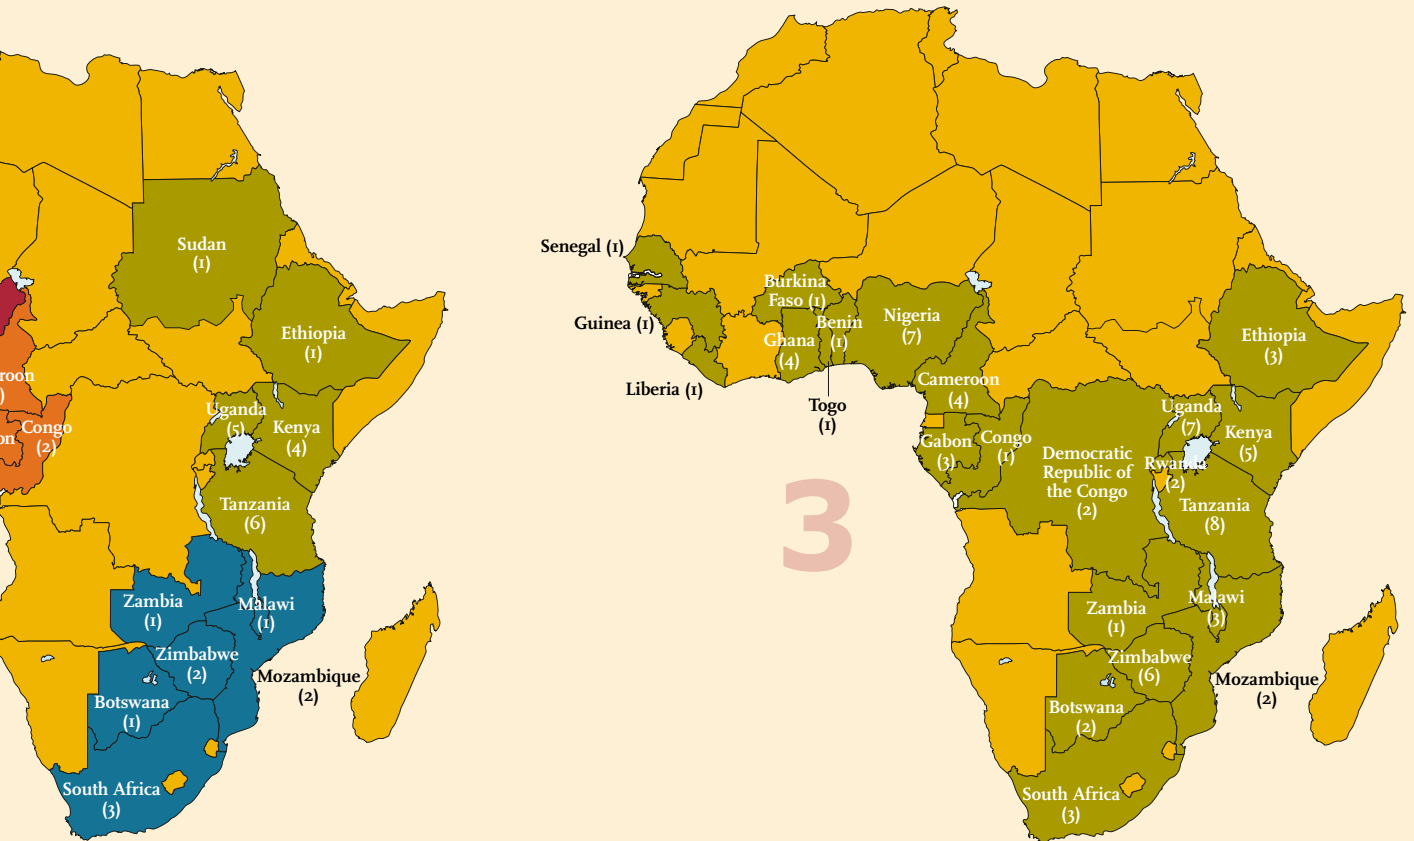 Sudan
(1)
Ethiopia
(1)
roon
)
on
Congo
(2)
Uganda
(5)
Kenya
(4)
Tanzania
(6)
Zambia
(1)
Malawi
(1)
Zimbabwe
(2)
Mozambique
(2)
Botswana
(1)
South Africa
(3)
Senegal (1)
Burkina
Faso (1)
Guinea (1)
Benin
(1)
Nigeria
(7)
Ghana
(4)
Liberia (1)
Togo
(1)
Cameroon
(4)
Ethiopia
(3)
Gabon
(3)
Congo
(1)
Uganda
(7)
Kenya
(5)
Democratic
Republic of
the Congo
(2)
Rwanda
(2)
Tanzania
(8)
3
Zambia
(1)
Malawi
(3)
Zimbabwe
(6)
Mozambique
(2)
Botswana
(2)
South Africa
(3)